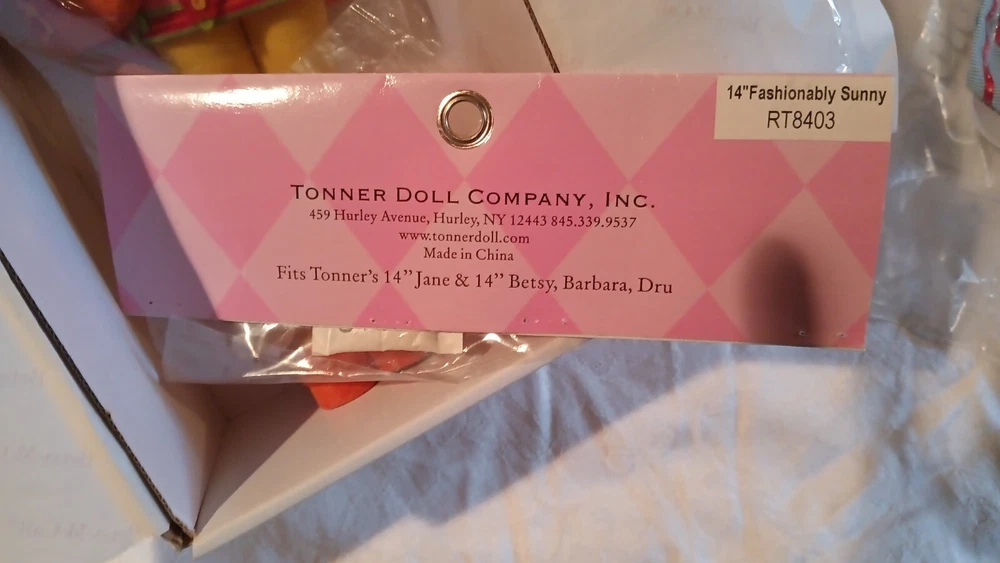 14"Fashionably Sunny
RT8403
TONNER DOLL COMPANY, INC.
459 Hurley Avenue, Hurley, NY 12443 845.339.9537
www.tonnerdoll.com
Made in China
Fits Tonner's 14" Jane & 14" Betsy, Barbara, Dru